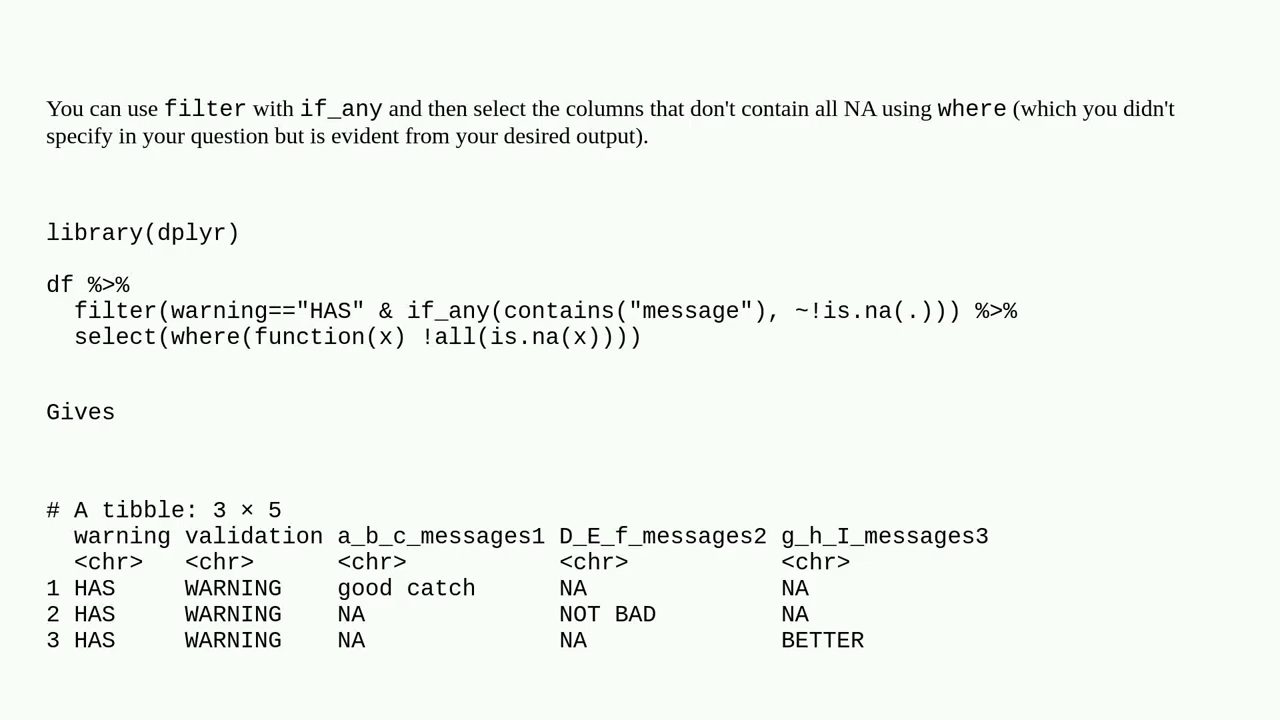 You can use filter with if_any and then select the columns that don't contain all NA using where (which you didn't
specify in your question but is evident from your desired output).
library(dplyr)
df %>%
  filter(warning=="HAS" & if_any(contains("message"), ~!is.na(.))) %>%
  select(where(function(x) !all(is.na(x))))
Gives
# A tibble: 3 × 5
  warning validation a_b_c_messages1 D_E_f_messages2 g_h_I_messages3
  <chr>   <chr>      <chr>           <chr>           <chr>
1 HAS     WARNING    good catch      NA              NA
2 HAS     WARNING    NA              NOT BAD         NA
3 HAS     WARNING    NA              NA              BETTER